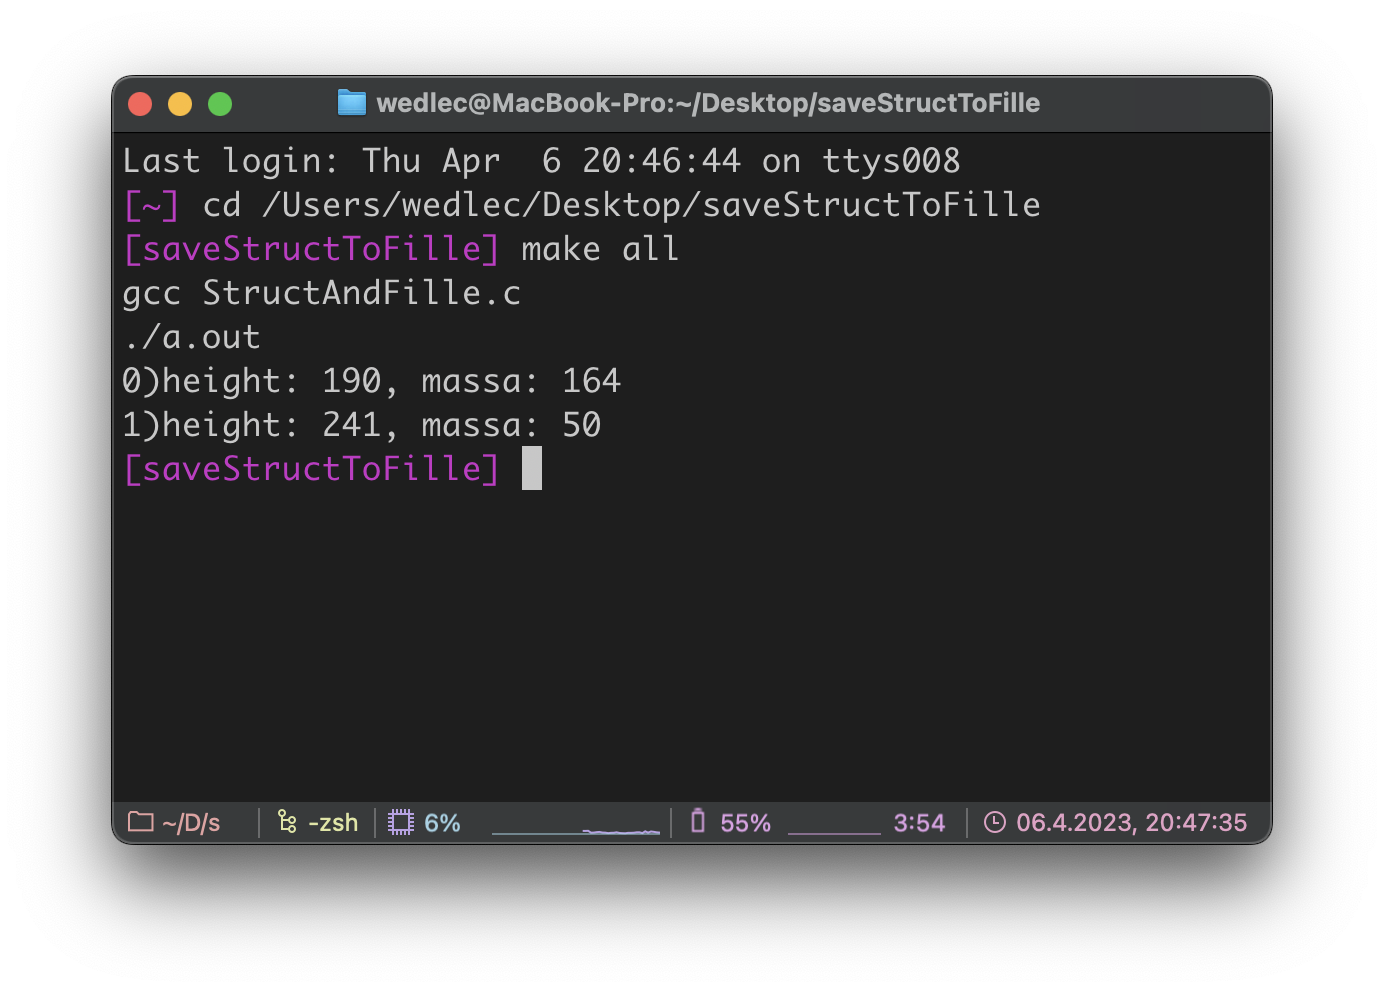 wedlec@MacBook-Pro:~/Desktop/saveStructToFille
Last login: Thu Apr  6 20:46:44 on ttys008
[~] cd /Users/wedlec/Desktop/saveStructToFille
[saveStructToFille] make all
gcc StructAndFille.c
./a.out
0)height: 190, massa: 164
1)height: 241, massa: 50
[saveStructToFille]
~/D/s -zsh 6% 55% 3:54 06.4.2023, 20:47:35